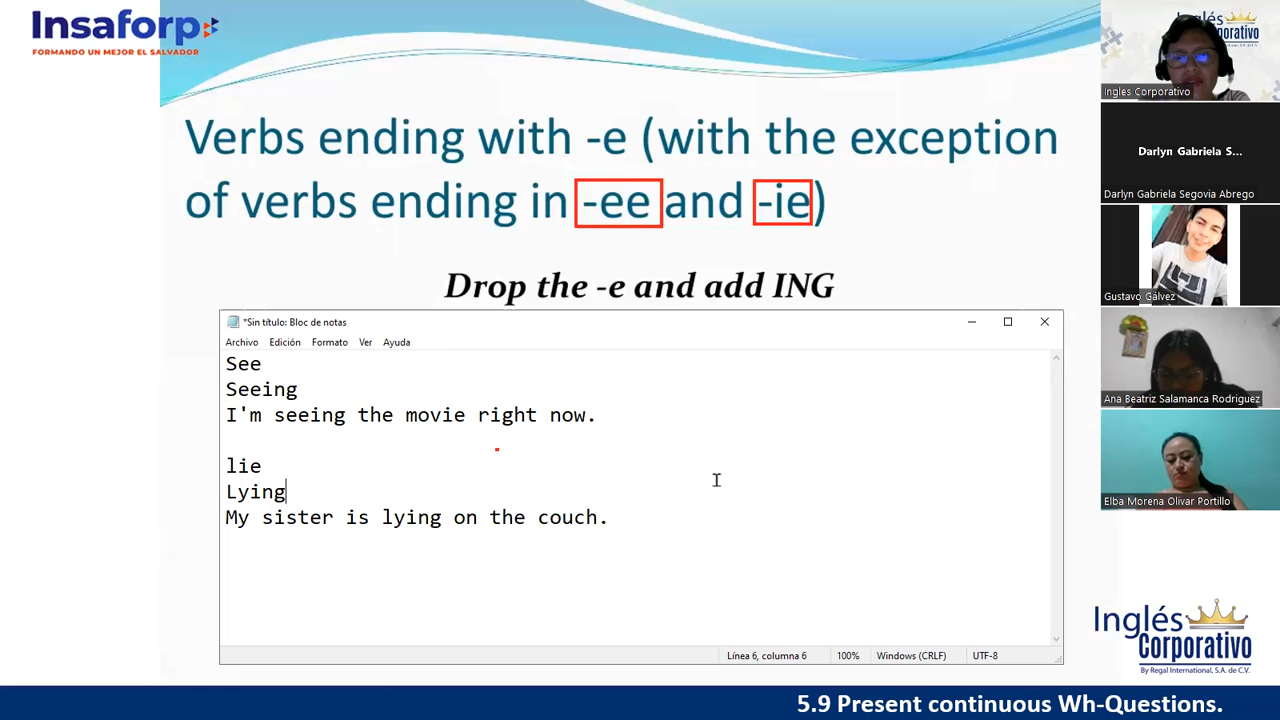 Insaforp
FORMANDO UN MEJOR EL SALVADOR
Verbs ending with -e (with the exception
of verbs ending in -ee and -ie)
Drop the -e and add ING
*Sin título: Bloc de notas
Archivo Edición Formato Ver Ayuda
See
Seeing
I'm seeing the movie right now.
lie
Lying
My sister is lying on the couch.
Línea 6, columna 6 100% Windows (CRLF) UTF-8
Inglés
Corporativo
Ingles Corporativo
Darlyn Gabriela S...
Darlyn Gabriela Segovia Abrego
Gustavo Gálvez
Ana Beatriz Salamanca Rodriguez
Elba Morena Olivar Portillo
Inglés
Corporativo
By Regal International, S.A. de C.V.
5.9 Present continuous Wh-Questions.